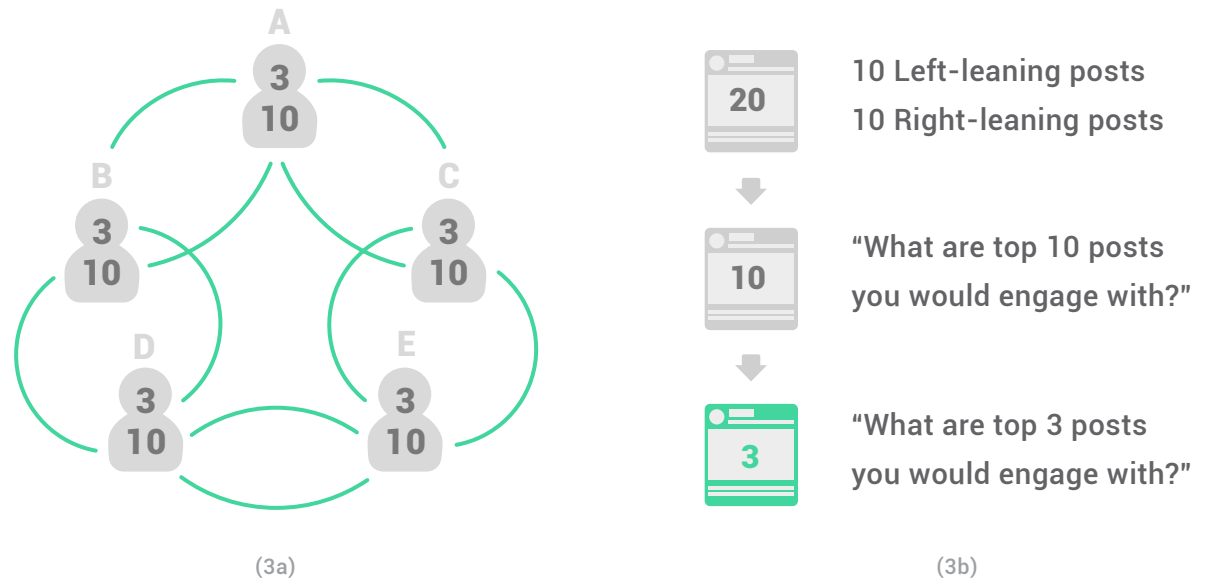 A
3
10
B
3
10
C
3
10
D
3
10
E
3
10
(3a)
20
10 Left-leaning posts
10 Right-leaning posts
10
“What are top 10 posts
you would engage with?”
3
“What are top 3 posts
you would engage with?”
(3b)